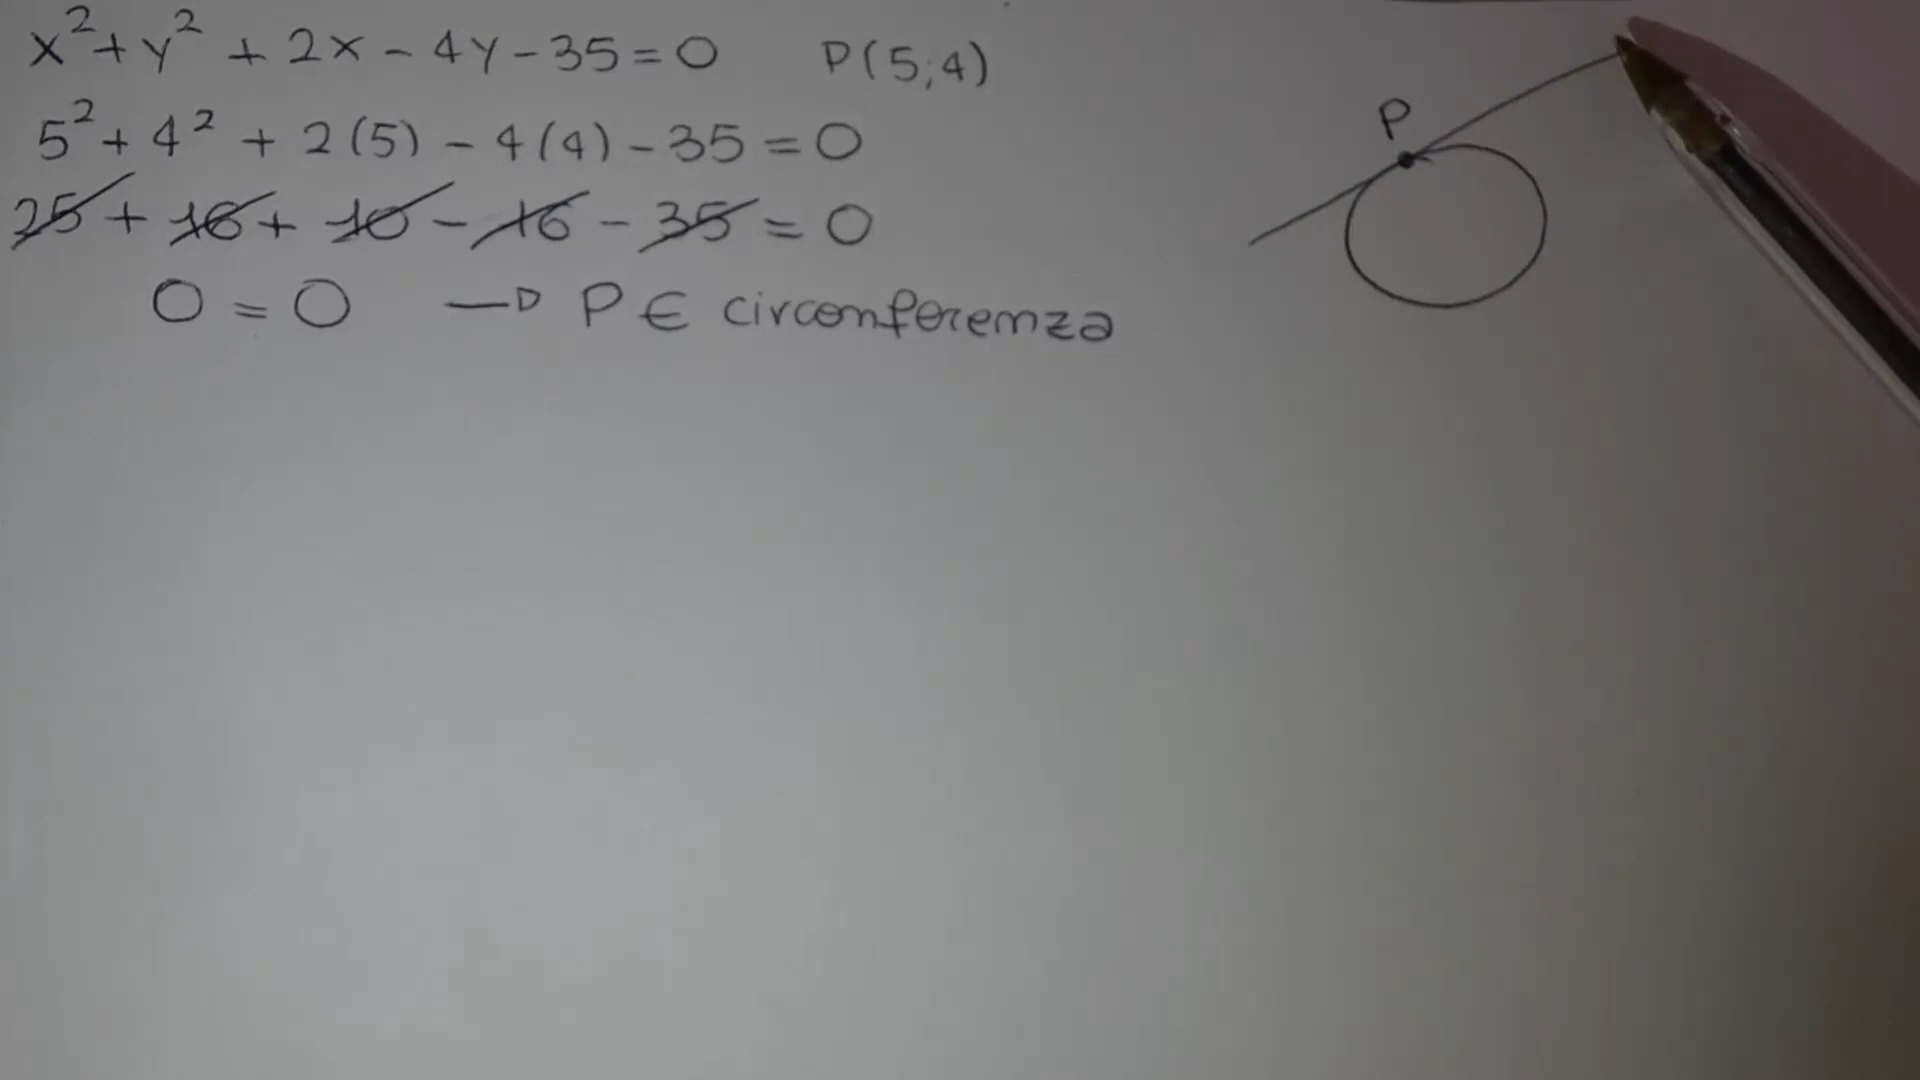 x² + y² + 2x - 4y - 35 = 0 P(5;4)
5² + 4² + 2(5) - 4(4) - 35 = 0
25 + 16 + 10 - 16 - 35 = 0
0 = 0 → P ∈ circonferenza
P